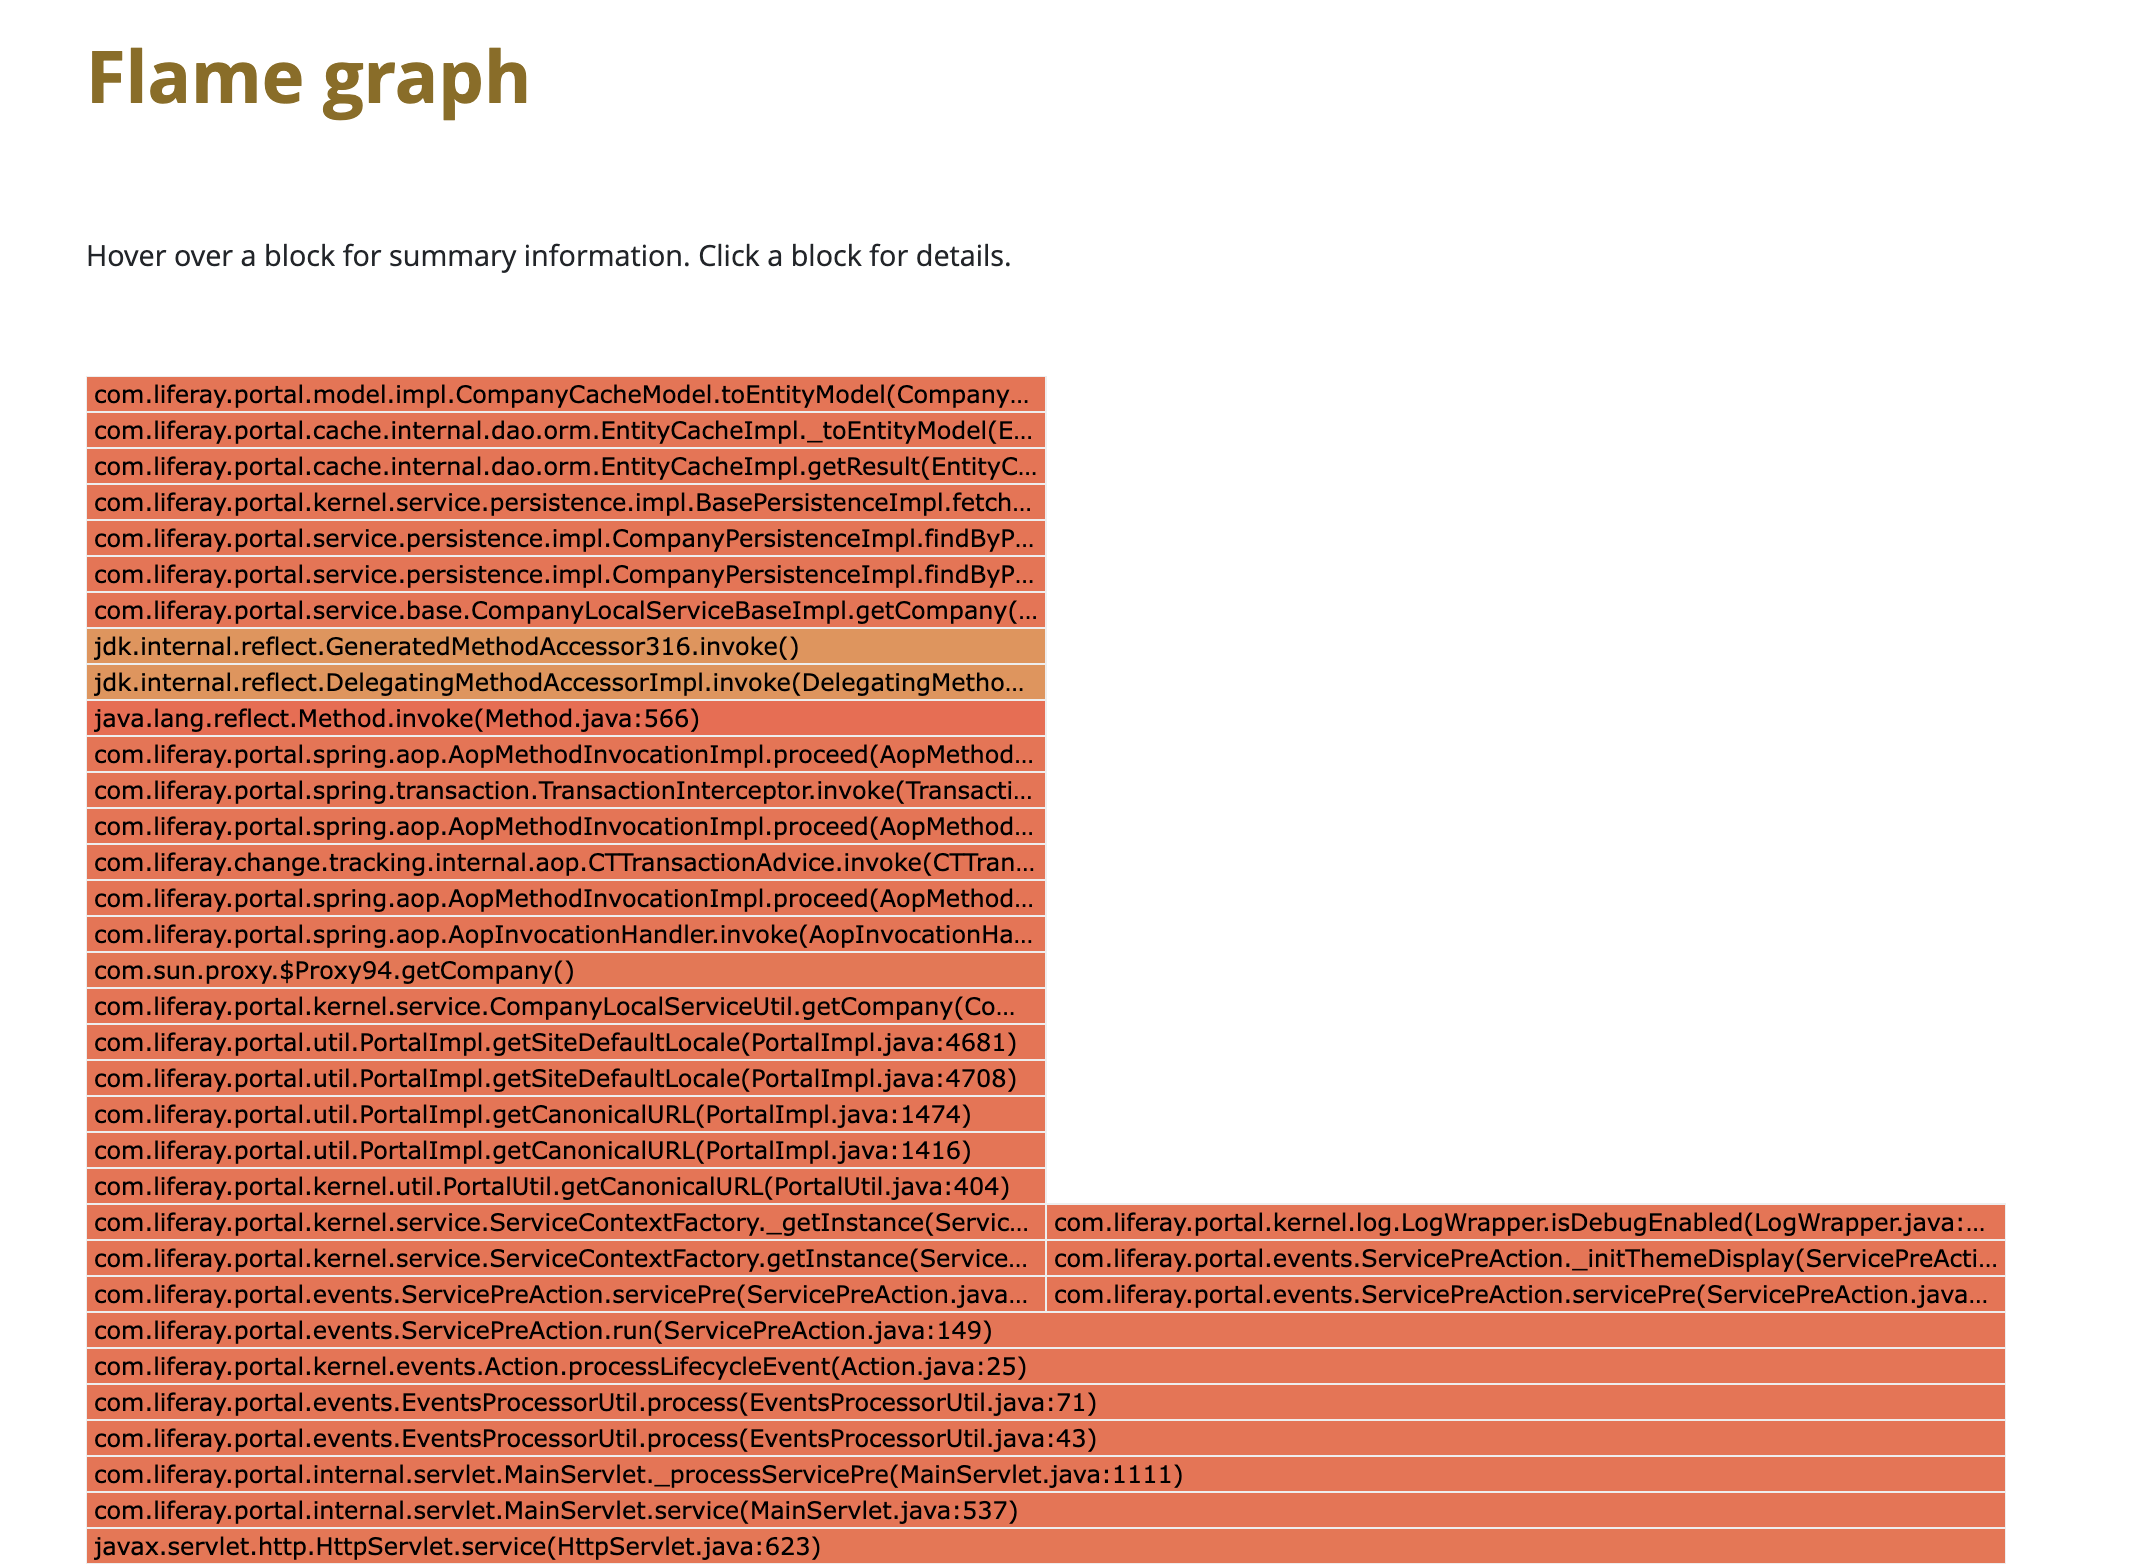 Flame graph
Hover over a block for summary information. Click a block for details.
com.liferay.portal.model.impl.CompanyCacheModel.toEntityModel(Company...
com.liferay.portal.cache.internal.dao.orm.EntityCacheImpl._toEntityModel(E...
com.liferay.portal.cache.internal.dao.orm.EntityCacheImpl.getResult(EntityC...
com.liferay.portal.kernel.service.persistence.impl.BasePersistenceImpl.fetch...
com.liferay.portal.service.persistence.impl.CompanyPersistenceImpl.findByP...
com.liferay.portal.service.persistence.impl.CompanyPersistenceImpl.findByP...
com.liferay.portal.service.base.CompanyLocalServiceBaseImpl.getCompany(...
jdk.internal.reflect.GeneratedMethodAccessor316.invoke()
jdk.internal.reflect.DelegatingMethodAccessorImpl.invoke(DelegatingMetho...
java.lang.reflect.Method.invoke(Method.java:566)
com.liferay.portal.spring.aop.AopMethodInvocationImpl.proceed(AopMethod...
com.liferay.portal.spring.transaction.TransactionInterceptor.invoke(Transacti...
com.liferay.portal.spring.aop.AopMethodInvocationImpl.proceed(AopMethod...
com.liferay.change.tracking.internal.aop.CTTransactionAdvice.invoke(CTTran...
com.liferay.portal.spring.aop.AopMethodInvocationImpl.proceed(AopMethod...
com.liferay.portal.spring.aop.AopInvocationHandler.invoke(AopInvocationHa...
com.sun.proxy.$Proxy94.getCompany()
com.liferay.portal.kernel.service.CompanyLocalServiceUtil.getCompany(Co...
com.liferay.portal.util.PortalImpl.getSiteDefaultLocale(PortalImpl.java:4681)
com.liferay.portal.util.PortalImpl.getSiteDefaultLocale(PortalImpl.java:4708)
com.liferay.portal.util.PortalImpl.getCanonicalURL(PortalImpl.java:1474)
com.liferay.portal.util.PortalImpl.getCanonicalURL(PortalImpl.java:1416)
com.liferay.portal.kernel.util.PortalUtil.getCanonicalURL(PortalUtil.java:404)
com.liferay.portal.kernel.service.ServiceContextFactory._getInstance(Servic...
com.liferay.portal.kernel.log.LogWrapper.isDebugEnabled(LogWrapper.java:...
com.liferay.portal.kernel.service.ServiceContextFactory.getInstance(Service...
com.liferay.portal.events.ServicePreAction._initThemeDisplay(ServicePreActi...
com.liferay.portal.events.ServicePreAction.servicePre(ServicePreAction.java...
com.liferay.portal.events.ServicePreAction.servicePre(ServicePreAction.java...
com.liferay.portal.events.ServicePreAction.run(ServicePreAction.java:149)
com.liferay.portal.kernel.events.Action.processLifecycleEvent(Action.java:25)
com.liferay.portal.events.EventsProcessorUtil.process(EventsProcessorUtil.java:71)
com.liferay.portal.events.EventsProcessorUtil.process(EventsProcessorUtil.java:43)
com.liferay.portal.internal.servlet.MainServlet._processServicePre(MainServlet.java:1111)
com.liferay.portal.internal.servlet.MainServlet.service(MainServlet.java:537)
javax.servlet.http.HttpServlet.service(HttpServlet.java:623)